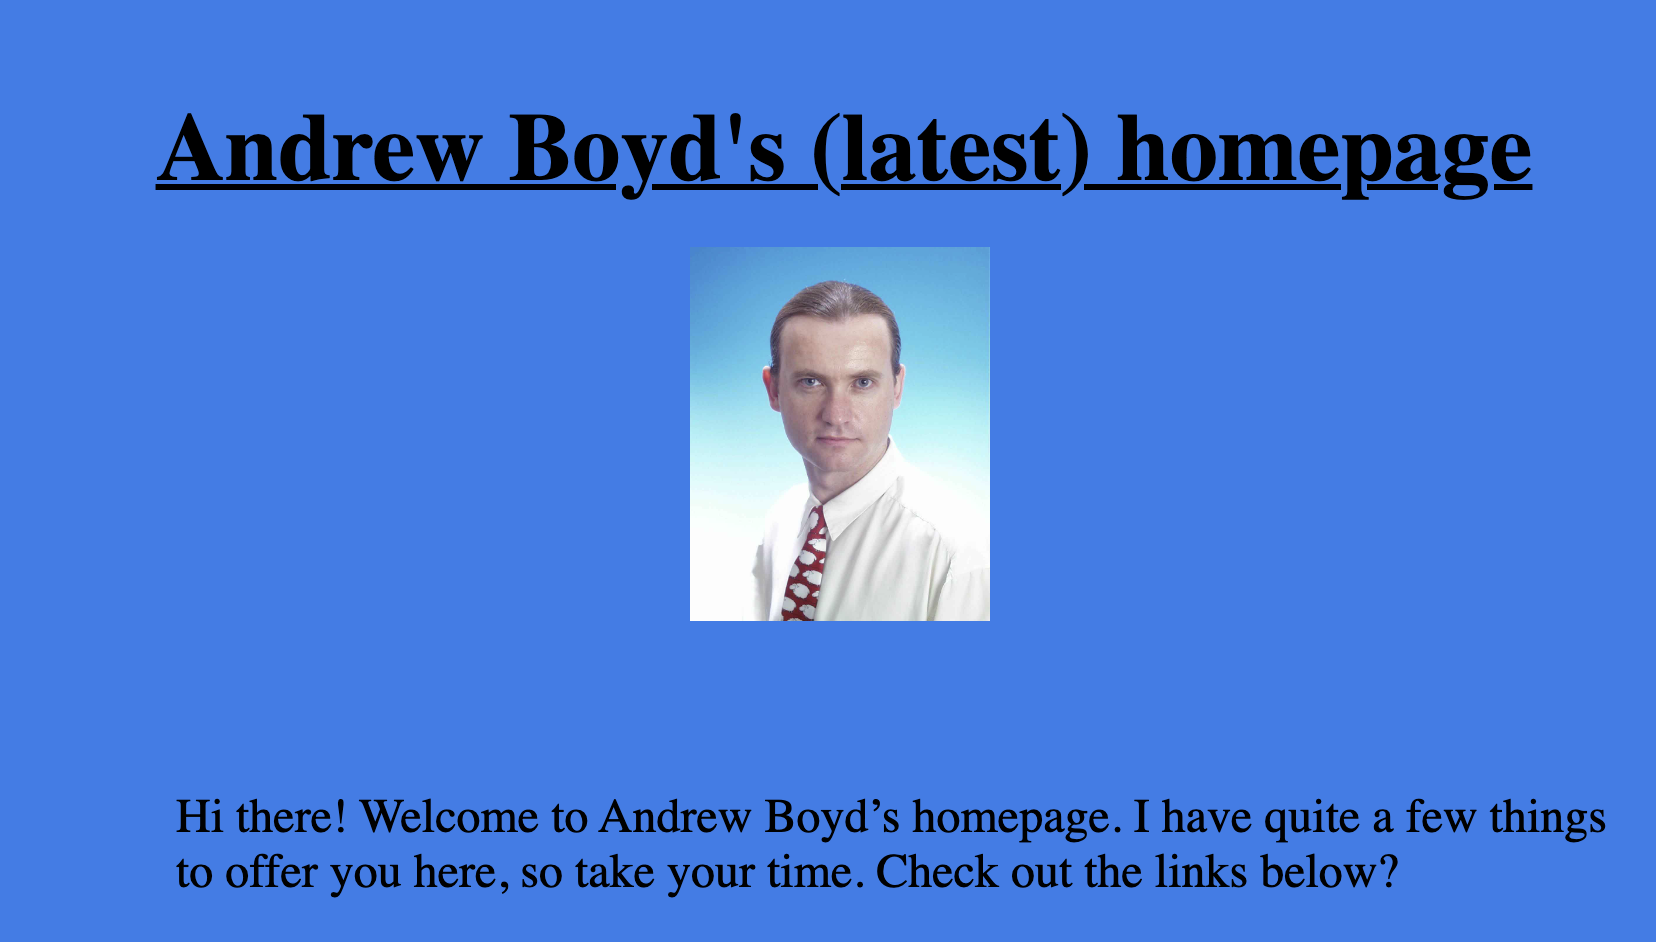 Andrew Boyd's (latest) homepage
Hi there! Welcome to Andrew Boyd’s homepage. I have quite a few things
to offer you here, so take your time. Check out the links below?